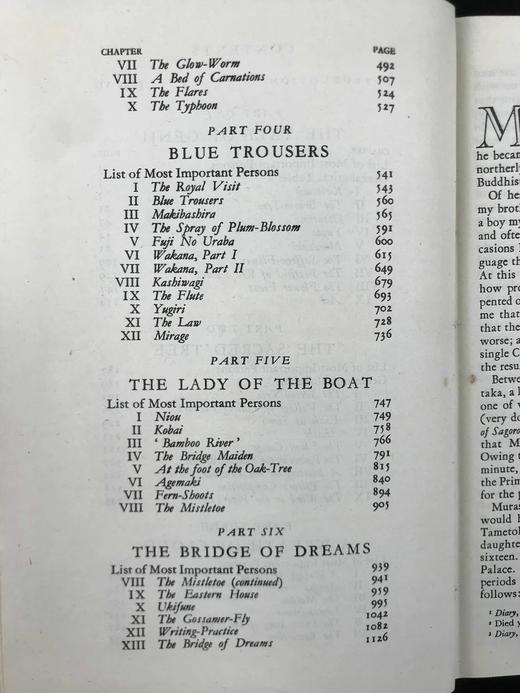 CHAPTER PAGE
VII The Glow-Worm 492
VIII A Bed of Carnations 507
IX The Flares 524
X The Typhoon 527
PART FOUR
BLUE TROUSERS
List of Most Important Persons 541
I The Royal Visit 543
II Blue Trousers 560
III Makibashira 565
IV The Spray of Plum-Blossom 591
V Fuji No Uraba 600
VI Wakana, Part I 615
VII Wakana, Part II 649
VIII Kashiwagi 679
IX The Flute 693
X Yugiri 702
XI The Law 728
XII Mirage 736
PART FIVE
THE LADY OF THE BOAT
List of Most Important Persons 747
I Niou 749
II Kobai 758
III ' Bamboo River ' 766
IV The Bridge Maiden 791
V At the foot of the Oak-Tree 815
VI Agemaki 840
VII Fern-Shoots 894
VIII The Mistletoe 905
PART SIX
THE BRIDGE OF DREAMS
List of Most Important Persons 939
VIII The Mistletoe (continued) 941
IX The Eastern House 959
X Ukifune 995
XI The Gossamer-Fly 1042
XII Writing-Practice 1082
XIII The Bridge of Dreams 1126
M
he became
northerly
Buddhis
Of he
my brot
a boy my
and ofte
casions I
guage th
At this
how pro
pented o
me that
that the
worse; a
single C
the resu
Betwe
taka, a l
one of v
(very do
of Sagoro
that M
Owing t
minute,
the Prim
for the p
Muras
would h
Tametok
daughte
sixteen.
Palace.
periods
follows:
¹ Diary,
² Died y
³ Diary,